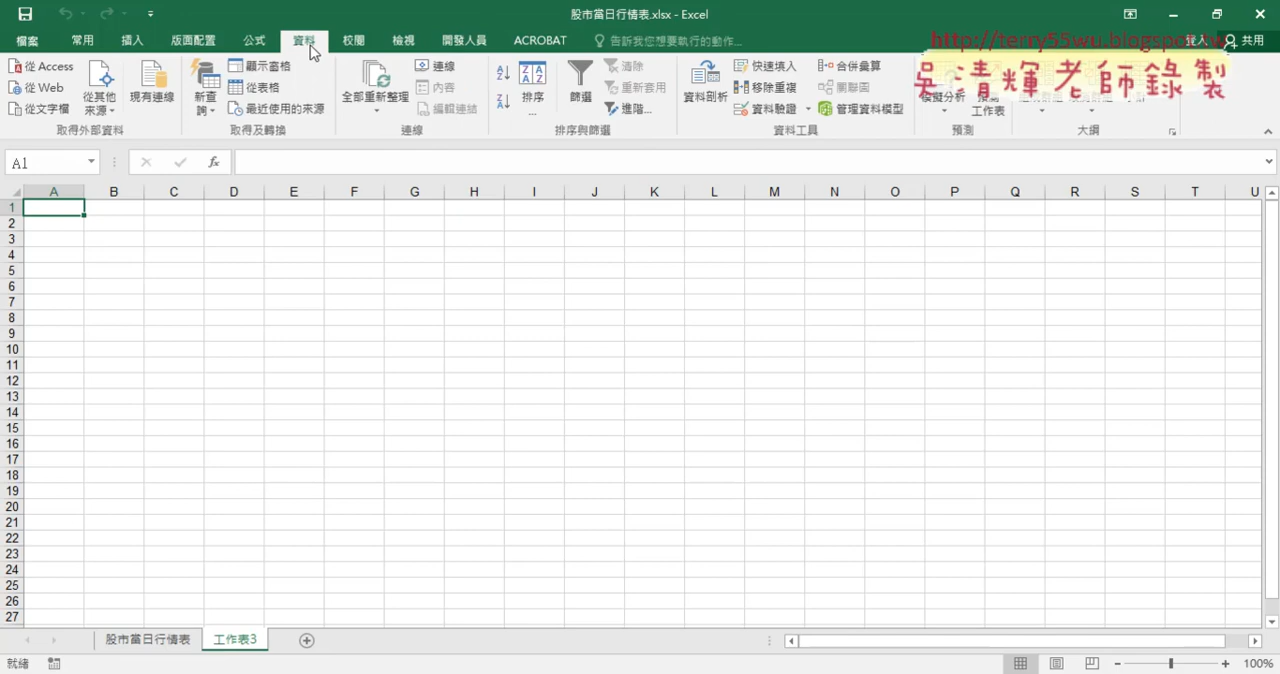 股市當日行情表.xlsx - Excel
檔案 常用 插入 版面配置 公式 資料 校閱 檢視 開發人員 ACROBAT 告訴我您想要執行的動作... 登入 共用
http://terry55wu.blogspot.tw
吳清輝老師錄製
從 Access
從 Web
從文字檔
從其他
來源
現有連線
取得外部資料
新查
詢
顯示窗格
從表格
最近使用的來源
取得及轉換
全部重新整理
連線
內容
編輯連結
連線
排序
...
篩選
清除
重新套用
進階...
排序與篩選
資料剖析
快速填入
移除重複
資料驗證
合併彙算
關聯圖
管理資料模型
資料工具
模擬分析
預測
工作表
預測
大綱
A1
fx
A B C D E F G H I J K L M N O P Q R S T U
1
2
3
4
5
6
7
8
9
10
11
12
13
14
15
16
17
18
19
20
21
22
23
24
25
26
27
股市當日行情表 工作表3
就緒
100%